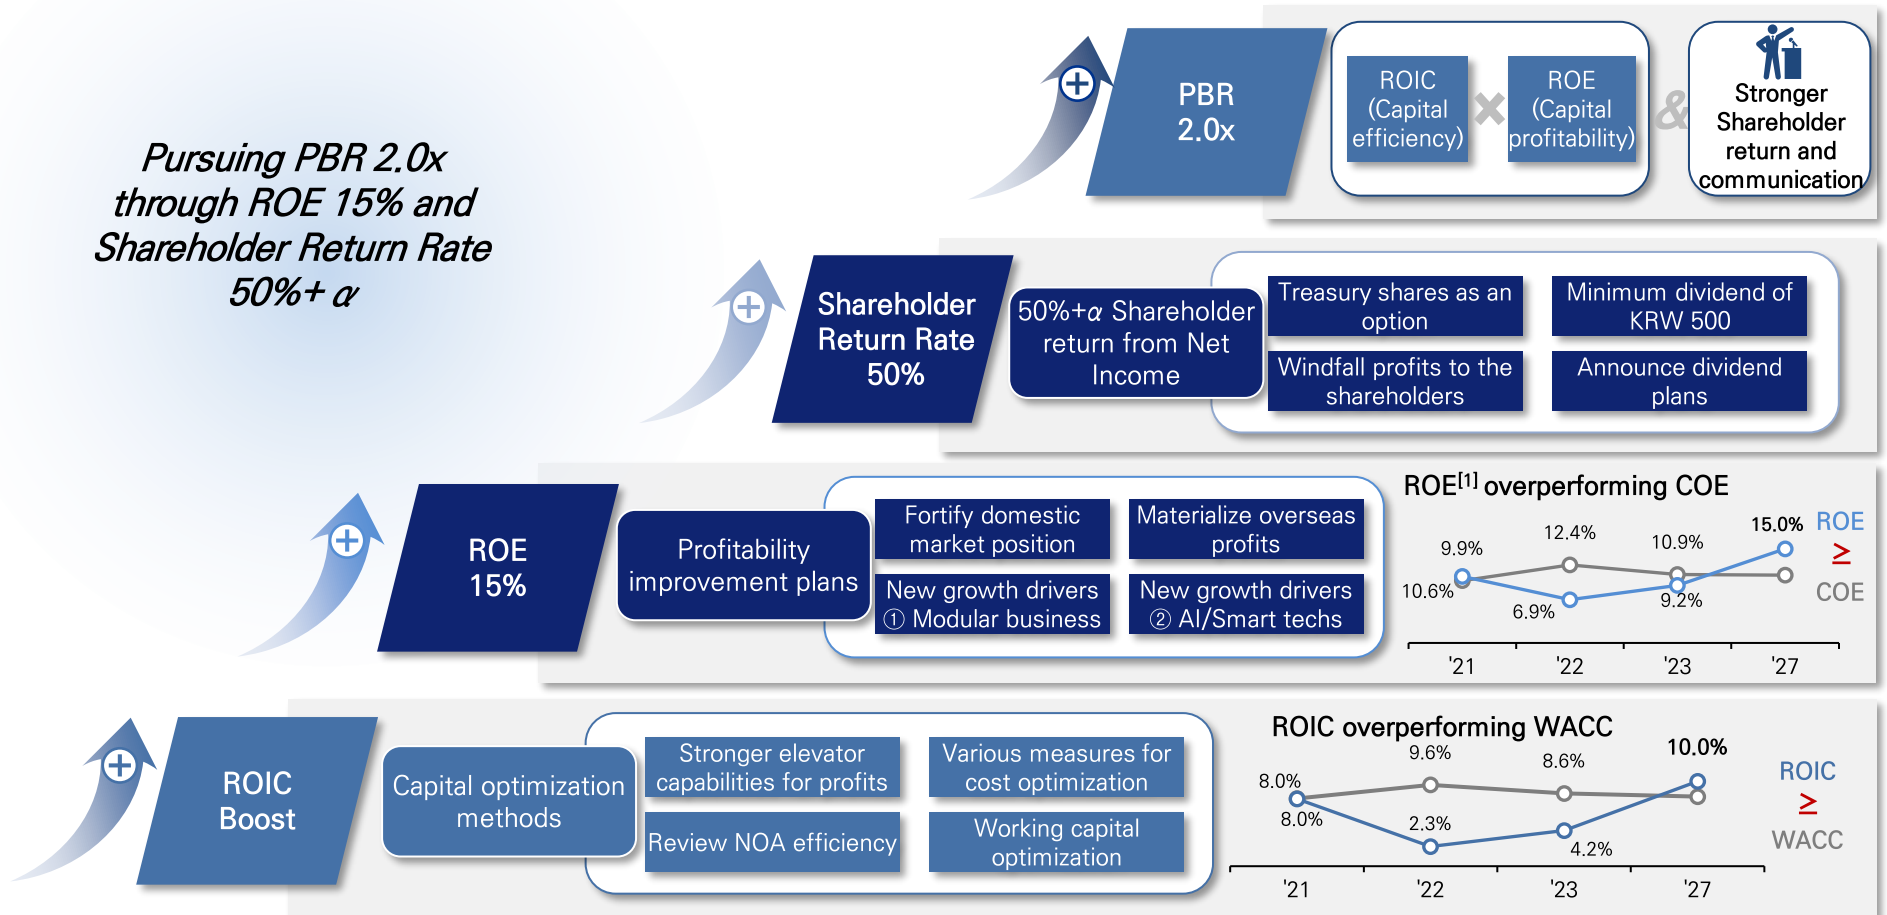 Pursuing PBR 2.0x
through ROE 15% and
Shareholder Return Rate
50%+ α
PBR
2.0x
ROIC
(Capital
efficiency)
×
ROE
(Capital
profitability)
&
Stronger
Shareholder
return and
communication
Shareholder
Return Rate
50%
50%+α Shareholder
return from Net
Income
Treasury shares as an
option
Minimum dividend of
KRW 500
Windfall profits to the
shareholders
Announce dividend
plans
ROE
15%
Profitability
improvement plans
Fortify domestic
market position
Materialize overseas
profits
New growth drivers
① Modular business
New growth drivers
② AI/Smart techs
ROE[1] overperforming COE
9.9%
12.4%
10.9%
15.0%
10.6%
6.9%
9.2%
ROE
≥
COE
'21
'22
'23
'27
ROIC
Boost
Capital optimization
methods
Stronger elevator
capabilities for profits
Various measures for
cost optimization
Review NOA efficiency
Working capital
optimization
ROIC overperforming WACC
8.0%
9.6%
8.6%
10.0%
8.0%
2.3%
4.2%
ROIC
≥
WACC
'21
'22
'23
'27